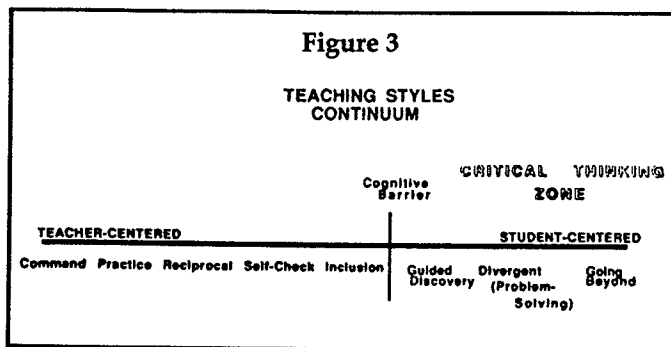 Figure 3
TEACHING STYLES
CONTINUUM
Cognitive
Barrier
CRITICAL THINKING
ZONE
TEACHER-CENTERED
STUDENT-CENTERED
Command Practice Reciprocal Self-Check Inclusion
Guided
Discovery
Divergent
(Problem-
Solving)
Going
Beyond